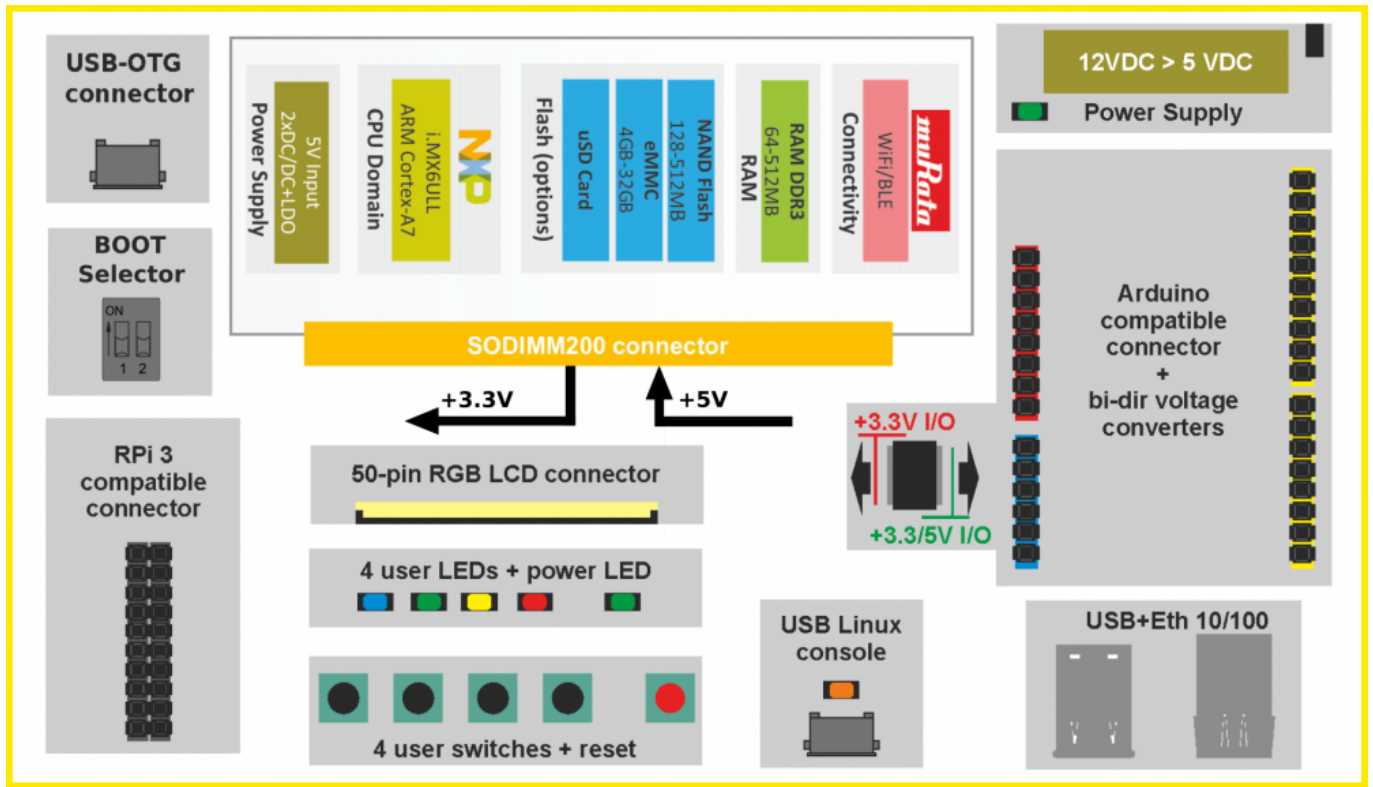 USB-OTG
connector
BOOT
Selector
ON
1 2
RPi 3
compatible
connector
5V Input
2xDC/DC+LDO
Power Supply
NXP
i.MX6ULL
ARM Cortex-A7
CPU Domain
NAND Flash
128-512MB
eMMC
4GB-32GB
uSD Card
Flash (options)
RAM DDR3
64-512MB
RAM
muRata
WiFi/BLE
Connectivity
SODIMM200 connector
+3.3V
+5V
50-pin RGB LCD connector
4 user LEDs + power LED
4 user switches + reset
12VDC > 5 VDC
Power Supply
Arduino
compatible
connector
+
bi-dir voltage
converters
+3.3V I/O
+3.3/5V I/O
USB Linux
console
USB+Eth 10/100